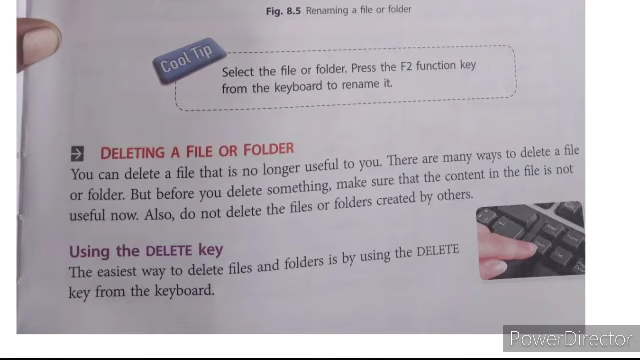 Fig. 8.5 Renaming a file or folder
Cool Tip
Select the file or folder. Press the F2 function key
from the keyboard to rename it.
DELETING A FILE OR FOLDER
You can delete a file that is no longer useful to you. There are many ways to delete a file
or folder. But before you delete something, make sure that the content in the file is not
useful now. Also, do not delete the files or folders created by others.
Using the DELETE key
The easiest way to delete files and folders is by using the DELETE
key from the keyboard.
PowerDirector